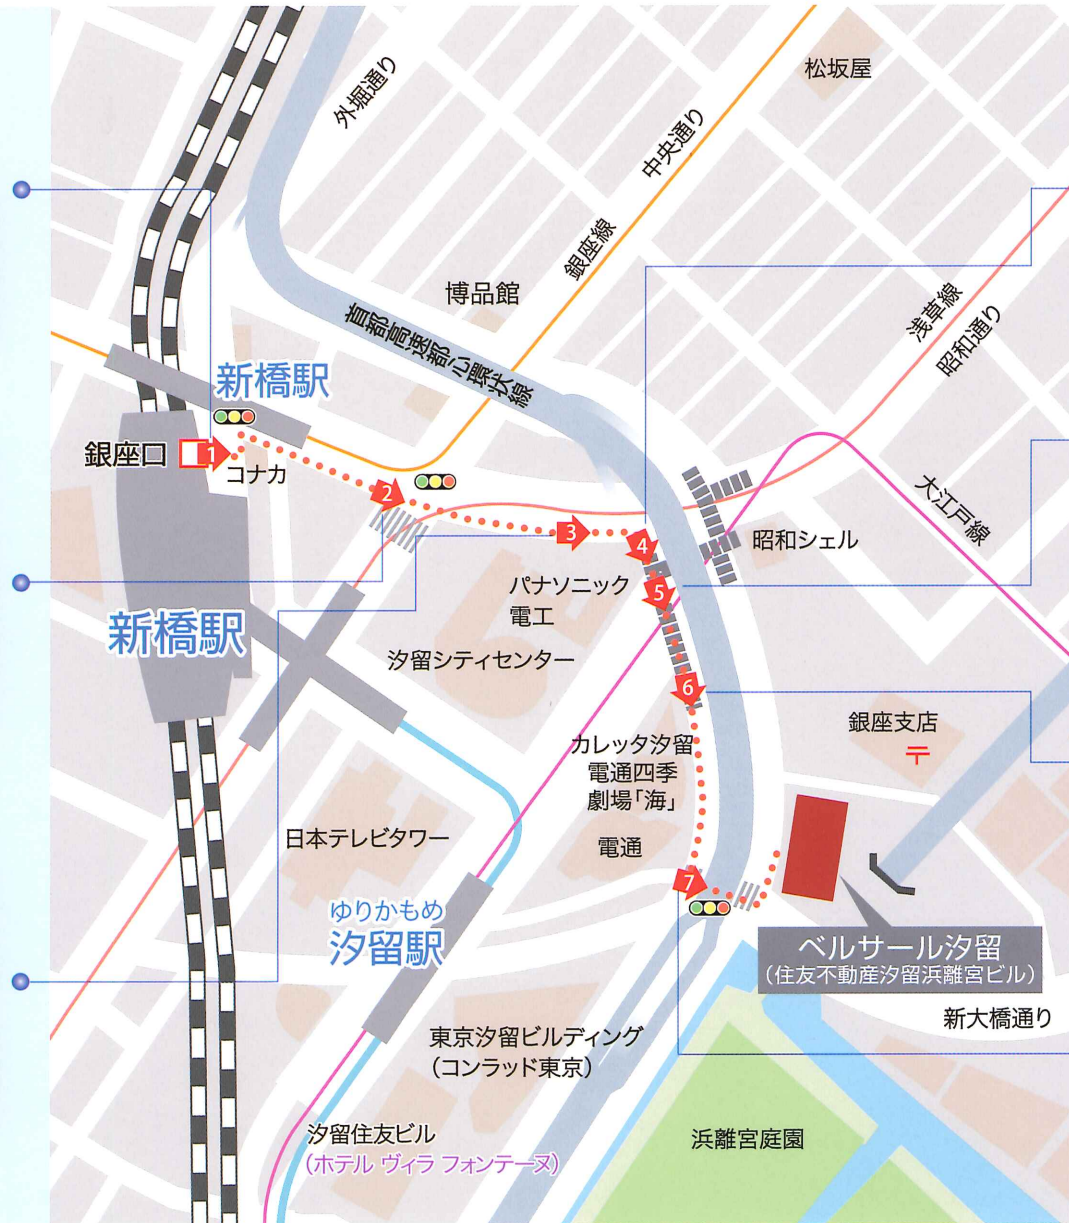 外堀通り
松坂屋
中央通り
銀座線
博品館
首都高速都心環状線
浅草線
昭和通り
新橋駅
銀座口
1
コナカ
2
3
4
大江戸線
昭和シェル
パナソニック
電工
5
新橋駅
汐留シティセンター
6
銀座支店
〒
カレッタ汐留
電通四季
劇場「海」
日本テレビタワー
電通
7
ゆりかもめ
汐留駅
ベルサール汐留
(住友不動産汐留浜離宮ビル)
新大橋通り
東京汐留ビルディング
(コンラッド東京)
汐留住友ビル
(ホテル ヴィラ フォンテーヌ)
浜離宮庭園